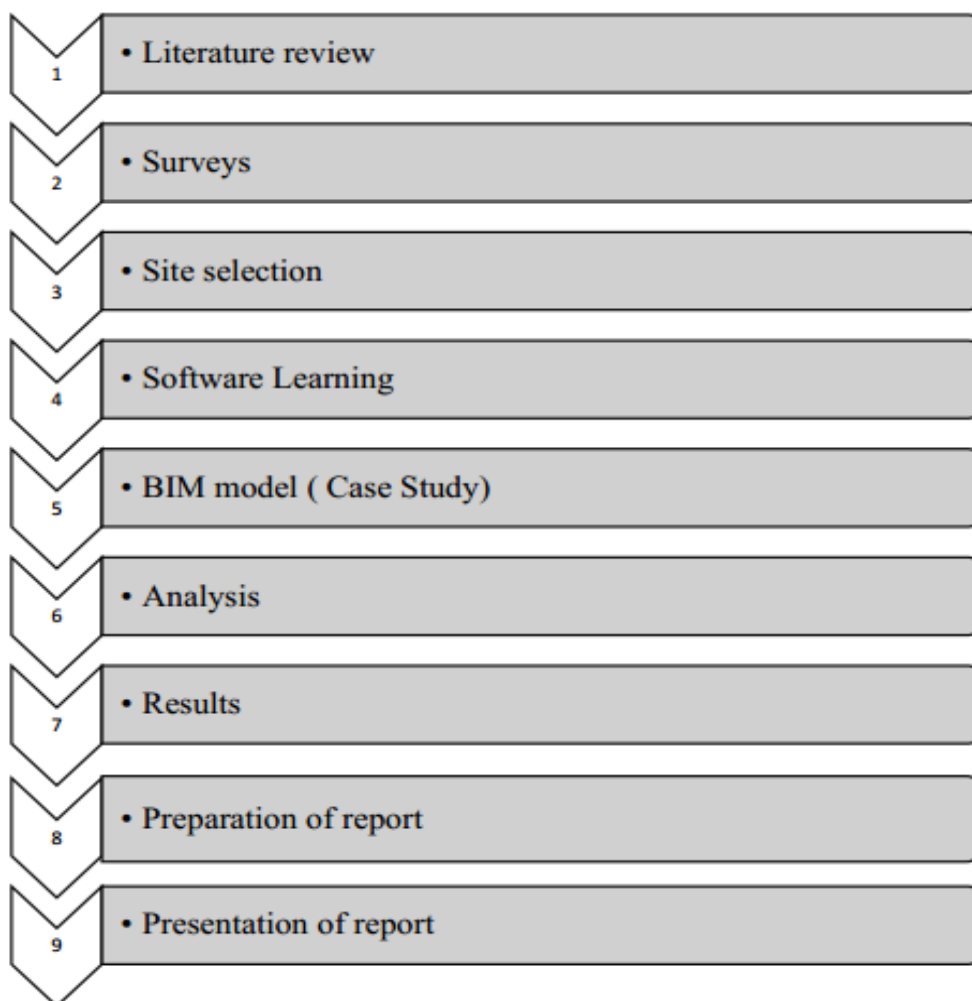 1
• Literature review
2
• Surveys
3
• Site selection
4
• Software Learning
5
• BIM model ( Case Study)
6
• Analysis
7
• Results
8
• Preparation of report
9
• Presentation of report